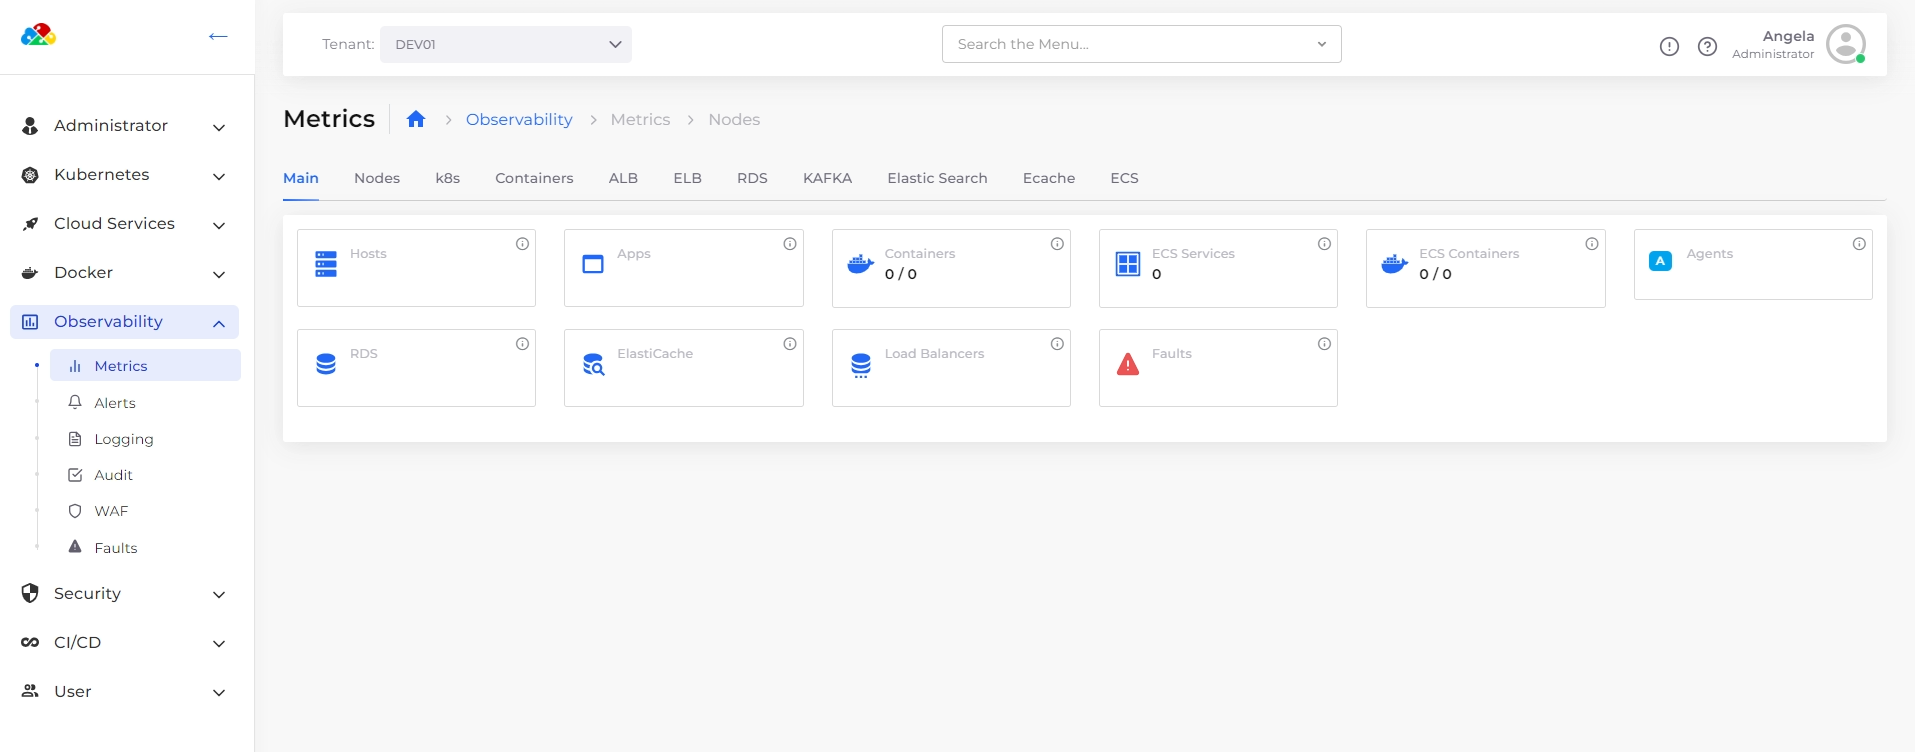 Tenant: DEV01
Search the Menu...
Angela
Administrator
Administrator
Kubernetes
Cloud Services
Docker
Observability
Metrics
Alerts
Logging
Audit
WAF
Faults
Security
CI/CD
User
Metrics Observability Metrics Nodes
Main Nodes k8s Containers ALB ELB RDS KAFKA Elastic Search Ecache ECS
Hosts
Apps
Containers
0 / 0
ECS Services
0
ECS Containers
0 / 0
A Agents
RDS
ElastiCache
Load Balancers
Faults